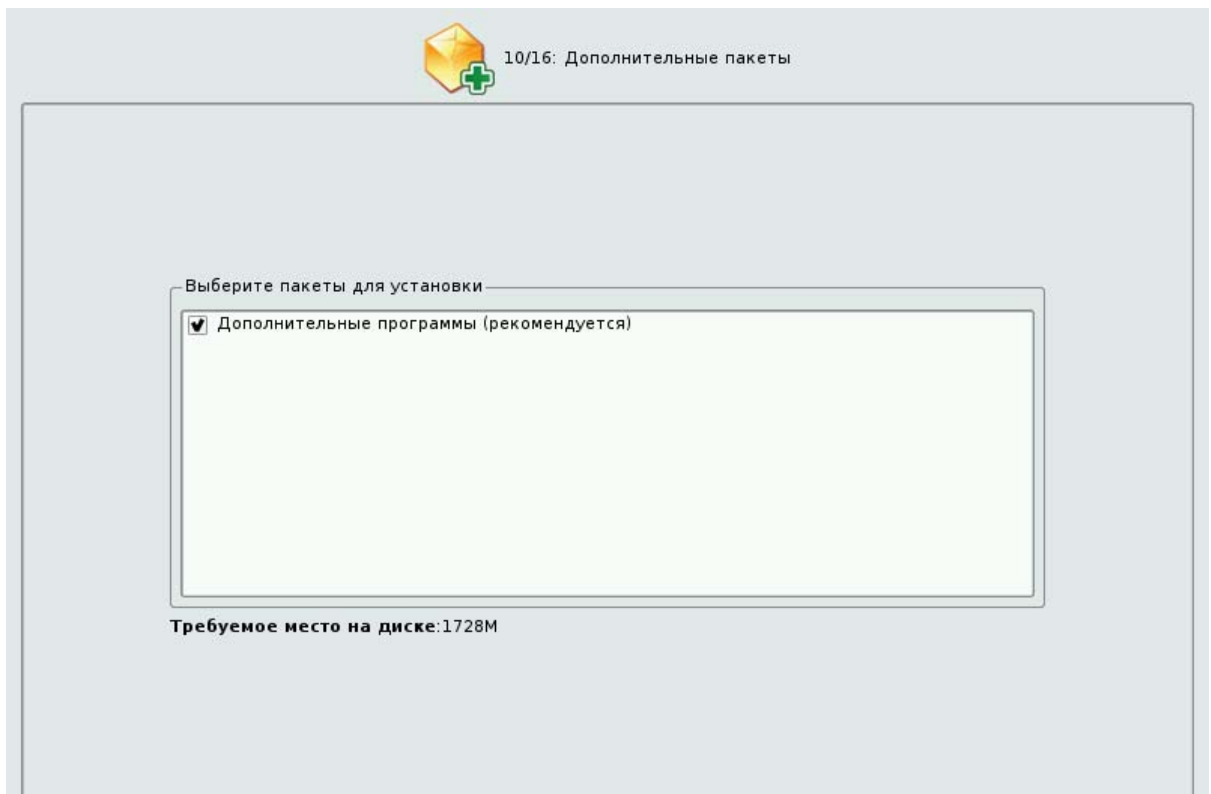 10/16: Дополнительные пакеты
Выберите пакеты для установки
Дополнительные программы (рекомендуется)
Требуемое место на диске:1728M